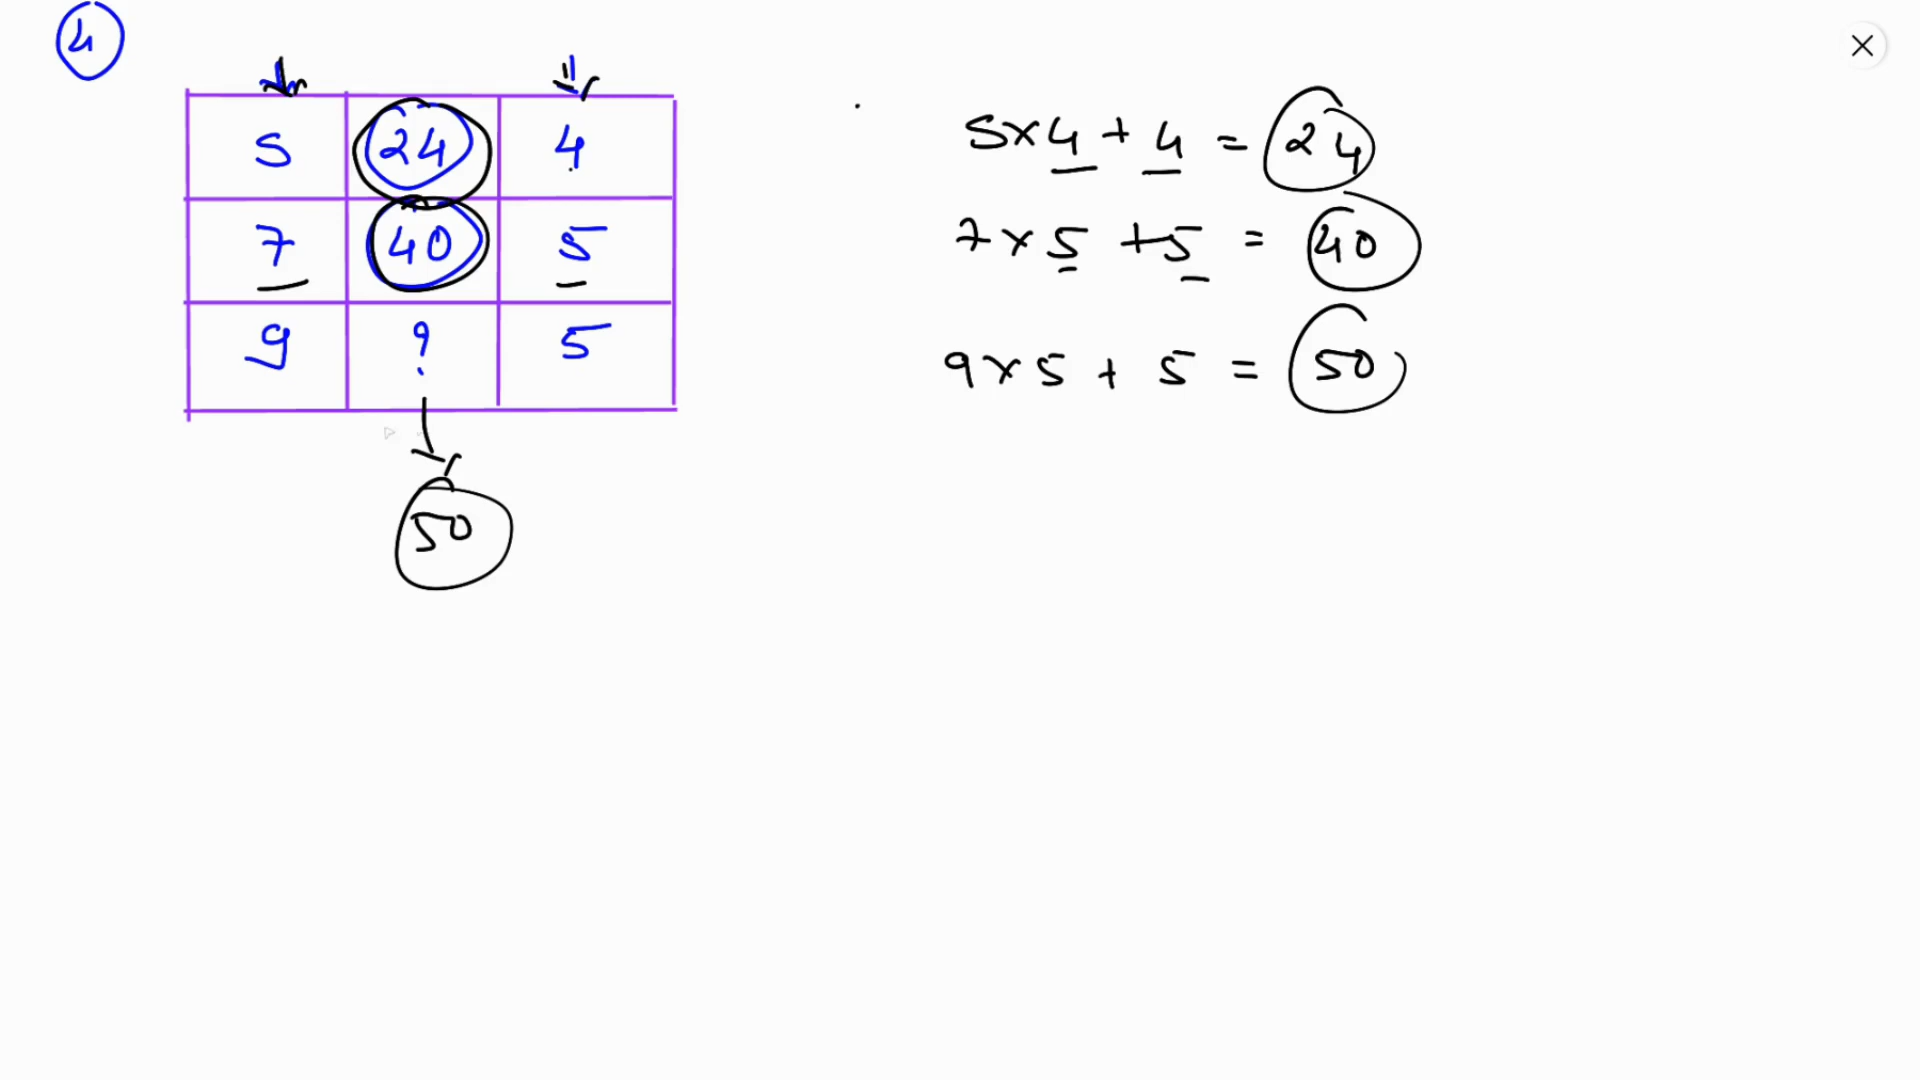 4
5 24 4
7 40 5
9 ? 5
50
5 x 4 + 4 = 24
7 x 5 + 5 = 40
9 x 5 + 5 = 50